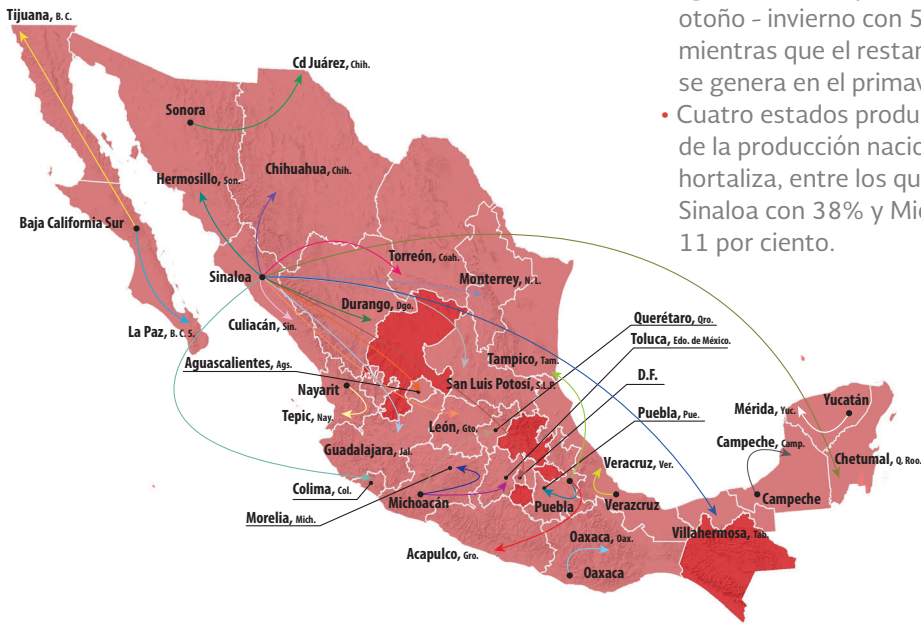 otoño - invierno con 5
mientras que el restan
se genera en el primav
• Cuatro estados produ
de la producción nacio
hortaliza, entre los qu
Sinaloa con 38% y Mic
11 por ciento.
Tijuana, B. C.
Cd Juárez, Chih.
Sonora
Hermosillo, Son.
Chihuahua, Chih.
Baja California Sur
Torreón, Coah.
Sinaloa
Monterrey, N. L.
Durango, Dgo.
Culiacán, Sin.
La Paz, B. C. S.
Querétaro, Qro.
Toluca, Edo. de México.
Aguascalientes, Ags.
Tampico, Tam.
D.F.
San Luis Potosí, S.L.P.
Nayarit
Tepic, Nay.
León, Gto.
Puebla, Pue.
Mérida, Yuc.
Yucatán
Campeche, Camp.
Guadalajara, Jal.
Veracruz, Ver.
Chetumal, Q. Roo.
Colima, Col.
Michoacán
Puebla
Verazcruz
Campeche
Morelia, Mich.
Villahermosa, Tab.
Oaxaca, Oax.
Acapulco, Gro.
Oaxaca